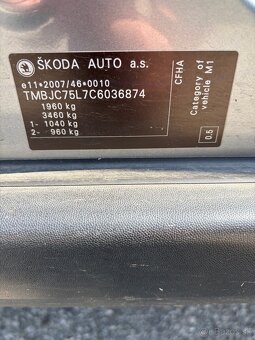 ŠKODA AUTO a.s.
e11*2007/46*0010
TMBJC75L7C6036874
1960 kg
3460 kg
1- 1040 kg
2- 960 kg
CFHA
Category of
vehicle M1
0.5